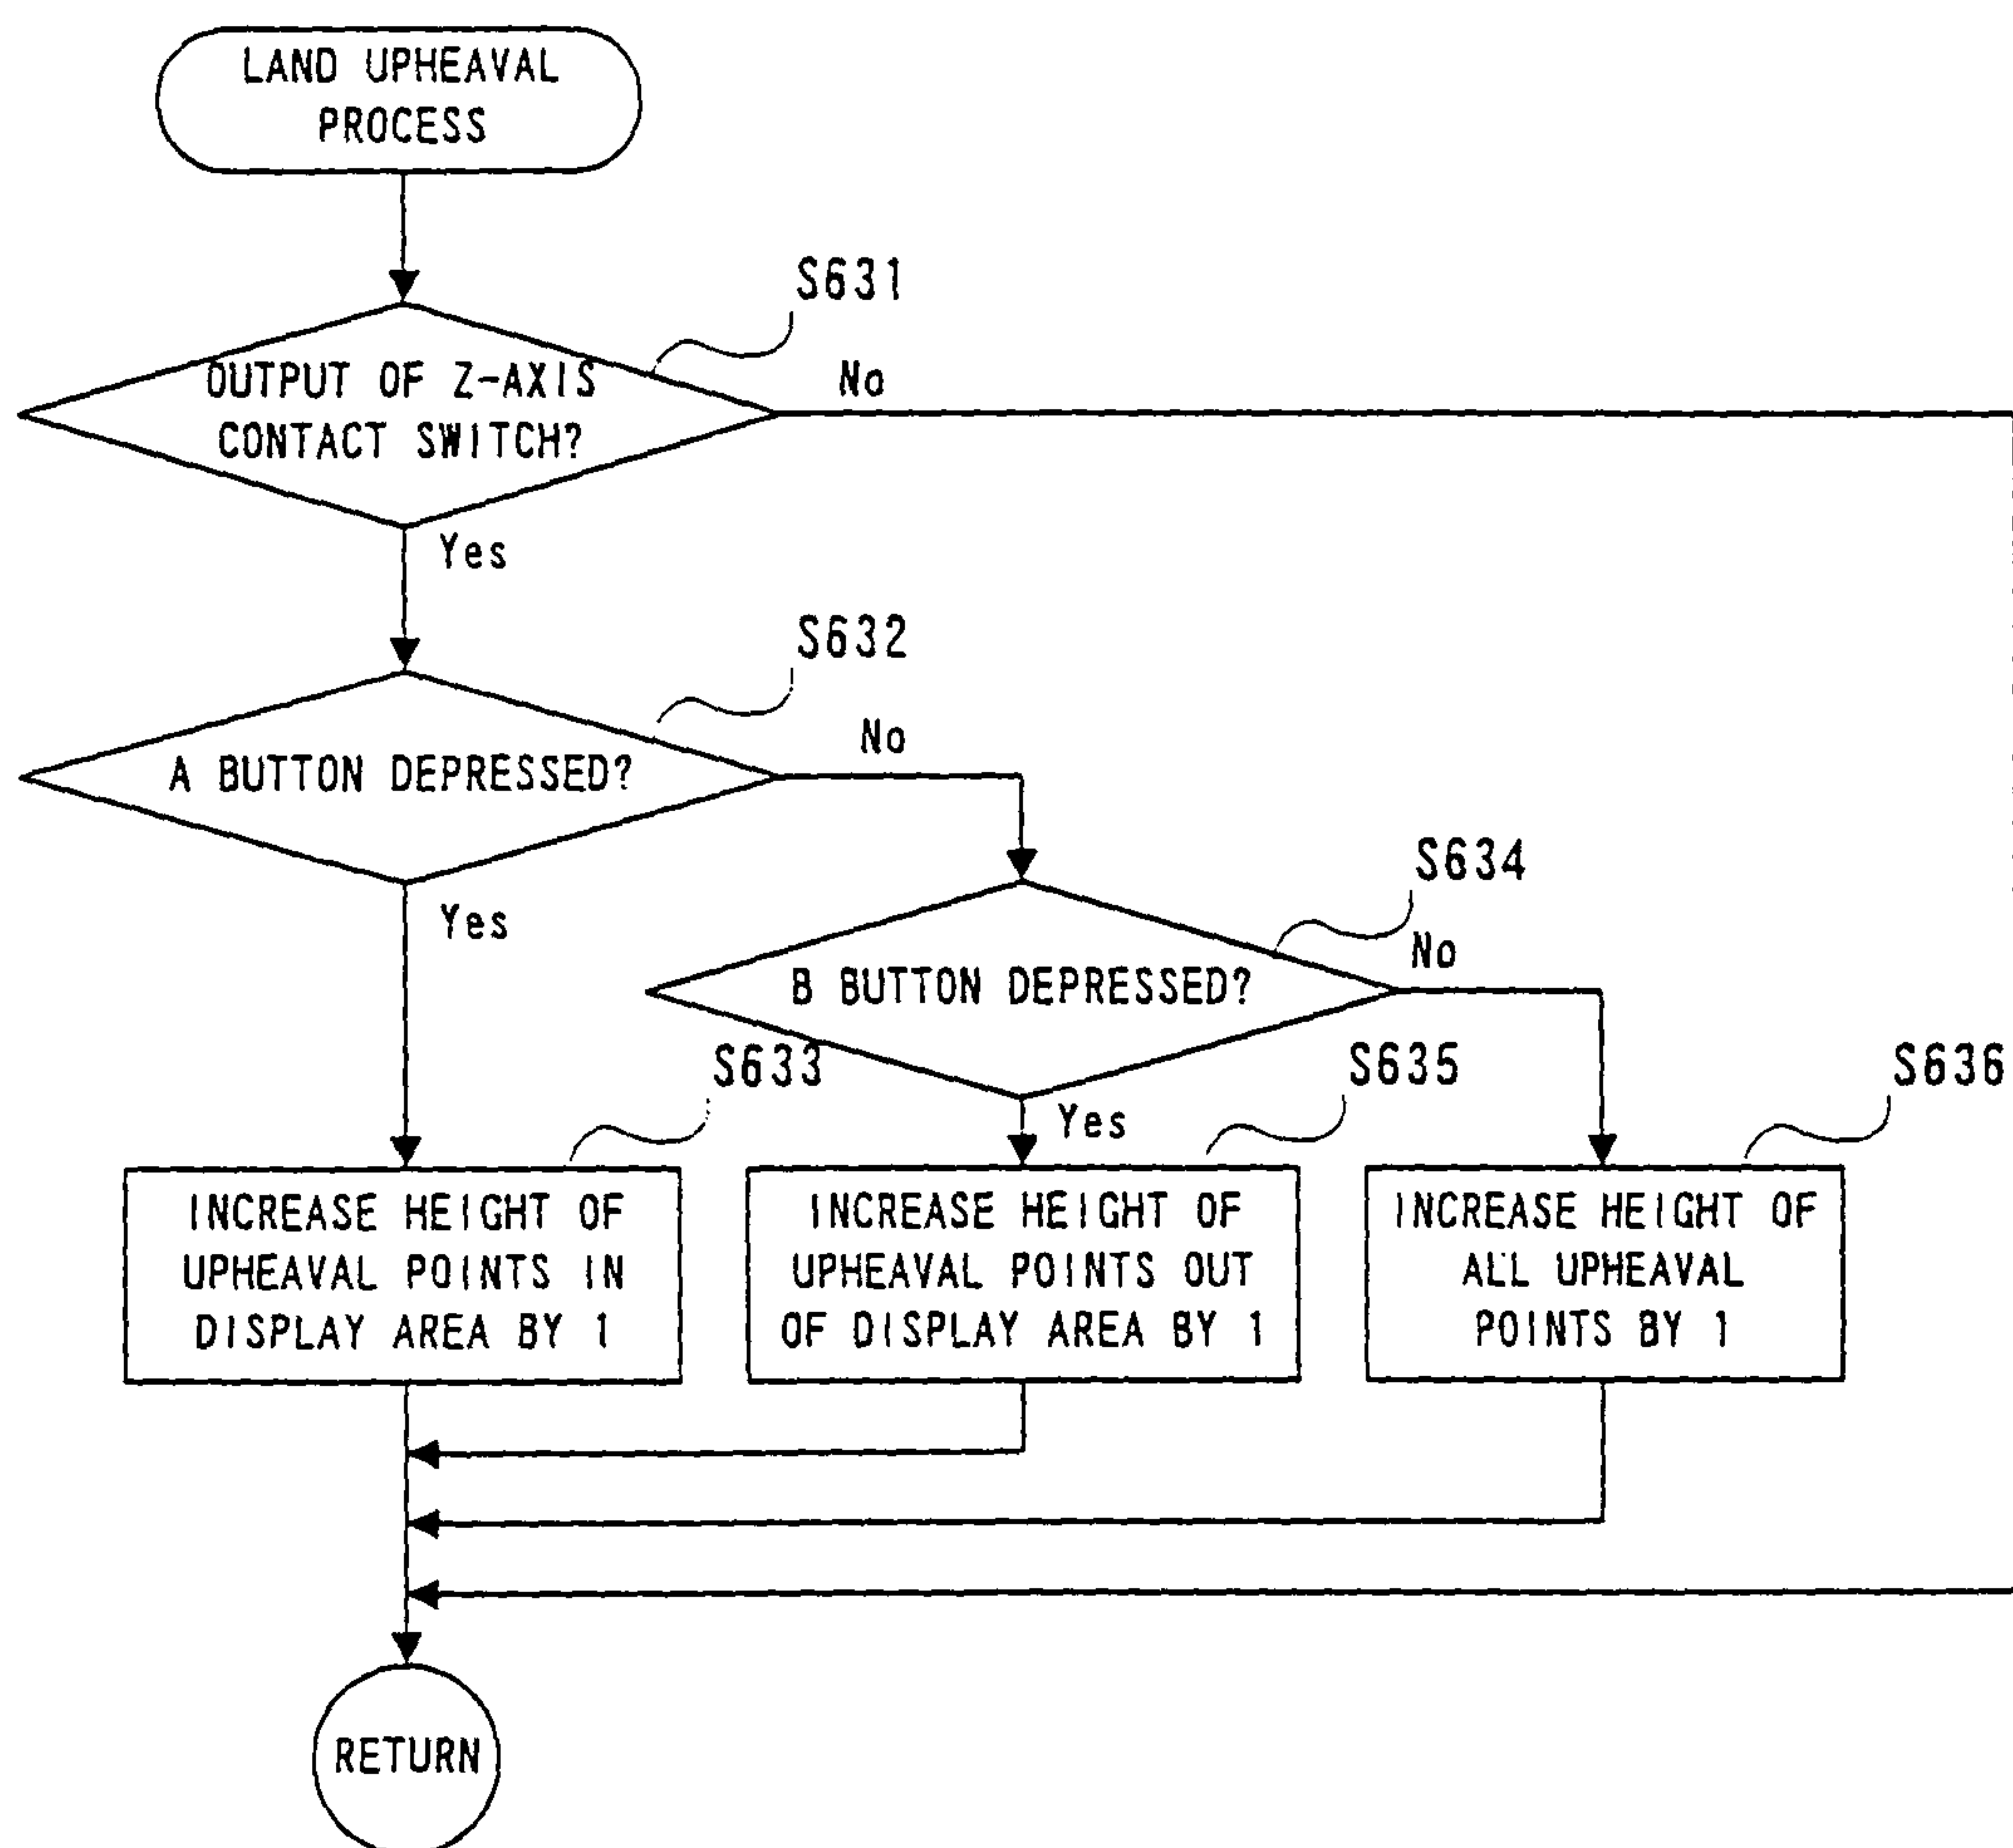 LAND UPHEAVAL
PROCESS
S631
OUTPUT OF Z-AXIS
CONTACT SWITCH?
No
Yes
S632
A BUTTON DEPRESSED?
No
Yes
S634
B BUTTON DEPRESSED?
No
Yes
S633
S635
S636
INCREASE HEIGHT OF
UPHEAVAL POINTS IN
DISPLAY AREA BY 1
INCREASE HEIGHT OF
UPHEAVAL POINTS OUT
OF DISPLAY AREA BY 1
INCREASE HEIGHT OF
ALL UPHEAVAL
POINTS BY 1
RETURN